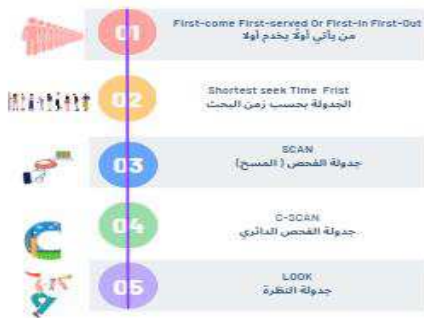 01
First-come First-served Or First-In First-Out
من يأتي أولًا يخدم أولا
02
Shortest seek Time Frist
الجدولة بحسب زمن البحث
03
SCAN
جدولة الفحص ( المسح)
04
C-SCAN
جدولة الفحص الدائري
05
LOOK
جدولة النظرة